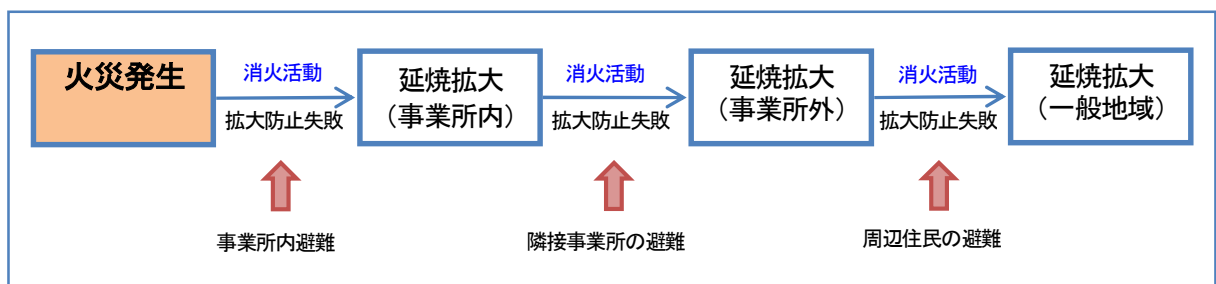 火災発生
消火活動
拡大防止失敗
延焼拡大
（事業所内）
消火活動
拡大防止失敗
延焼拡大
（事業所外）
消火活動
拡大防止失敗
延焼拡大
（一般地域）
事業所内避難
隣接事業所の避難
周辺住民の避難